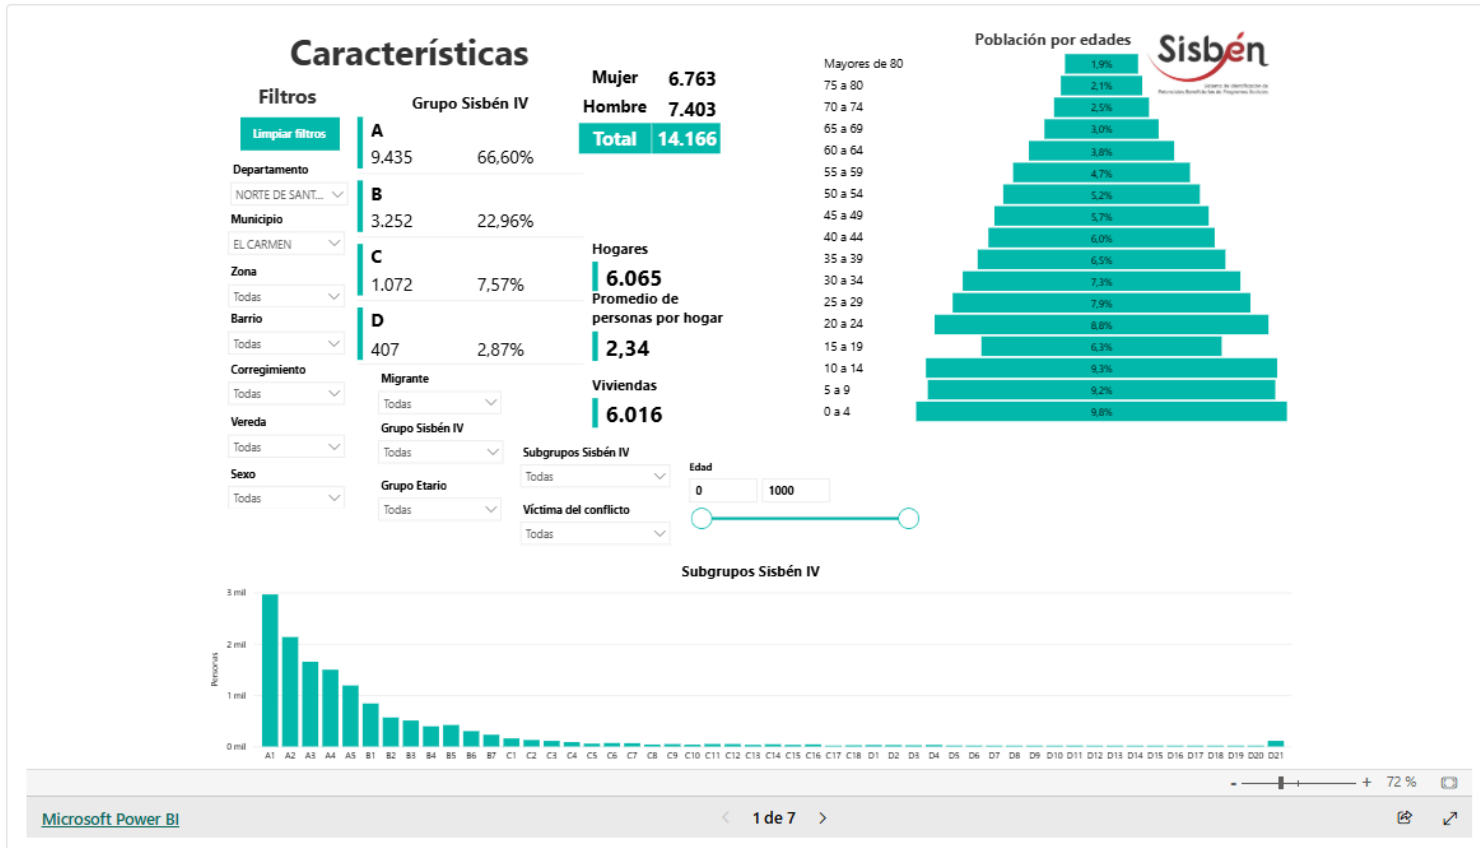 Características
Filtros
Limpiar filtros
Departamento
NORTE DE SANT...
Municipio
EL CARMEN
Zona
Todas
Barrio
Todas
Corregimiento
Todas
Vereda
Todas
Sexo
Todas
Grupo Sisbén IV
A
9.435 66,60%
B
3.252 22,96%
C
1.072 7,57%
D
407 2,87%
Migrante
Todas
Grupo Sisbén IV
Todas
Grupo Etario
Todas
Mujer 6.763
Hombre 7.403
Total 14.166
Hogares
6.065
Promedio de
personas por hogar
2,34
Viviendas
6.016
Subgrupos Sisbén IV
Todas
Víctima del conflicto
Todas
Edad
0 1000
Población por edades
Sisbén
Sistema de Identificación de
Potenciales Beneficiarios de Programas Sociales
Mayores de 80 1,9%
75 a 80 2,1%
70 a 74 2,5%
65 a 69 3,0%
60 a 64 3,8%
55 a 59 4,7%
50 a 54 5,2%
45 a 49 5,7%
40 a 44 6,0%
35 a 39 6,5%
30 a 34 7,3%
25 a 29 7,9%
20 a 24 8,8%
15 a 19 6,3%
10 a 14 9,3%
5 a 9 9,2%
0 a 4 9,8%
Subgrupos Sisbén IV
Personas
3 mil
2 mil
1 mil
0 mil
A1 A2 A3 A4 A5 B1 B2 B3 B4 B5 B6 B7 C1 C2 C3 C4 C5 C6 C7 C8 C9 C10 C11 C12 C13 C14 C15 C16 C17 C18 D1 D2 D3 D4 D5 D6 D7 D8 D9 D10 D11 D12 D13 D14 D15 D16 D17 D18 D19 D20 D21
- + 72 %
Microsoft Power BI
< 1 de 7 >